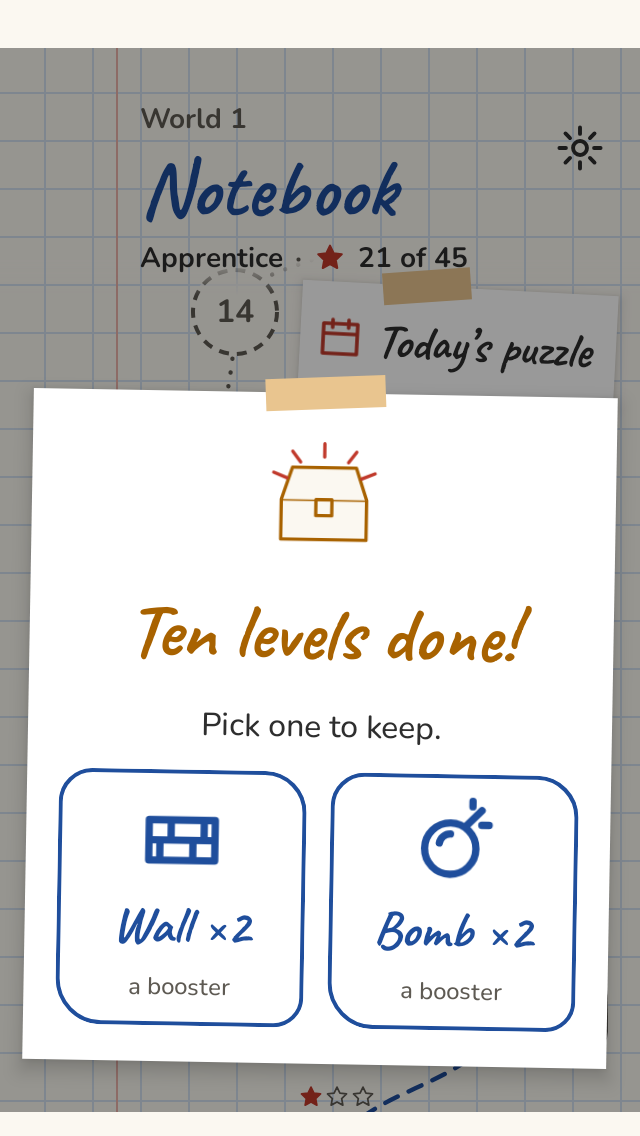 World 1
Notebook
Apprentice · 21 of 45
14
Today's puzzle
Ten levels done!
Pick one to keep.
Wall ×2
Bomb ×2
a booster
a booster